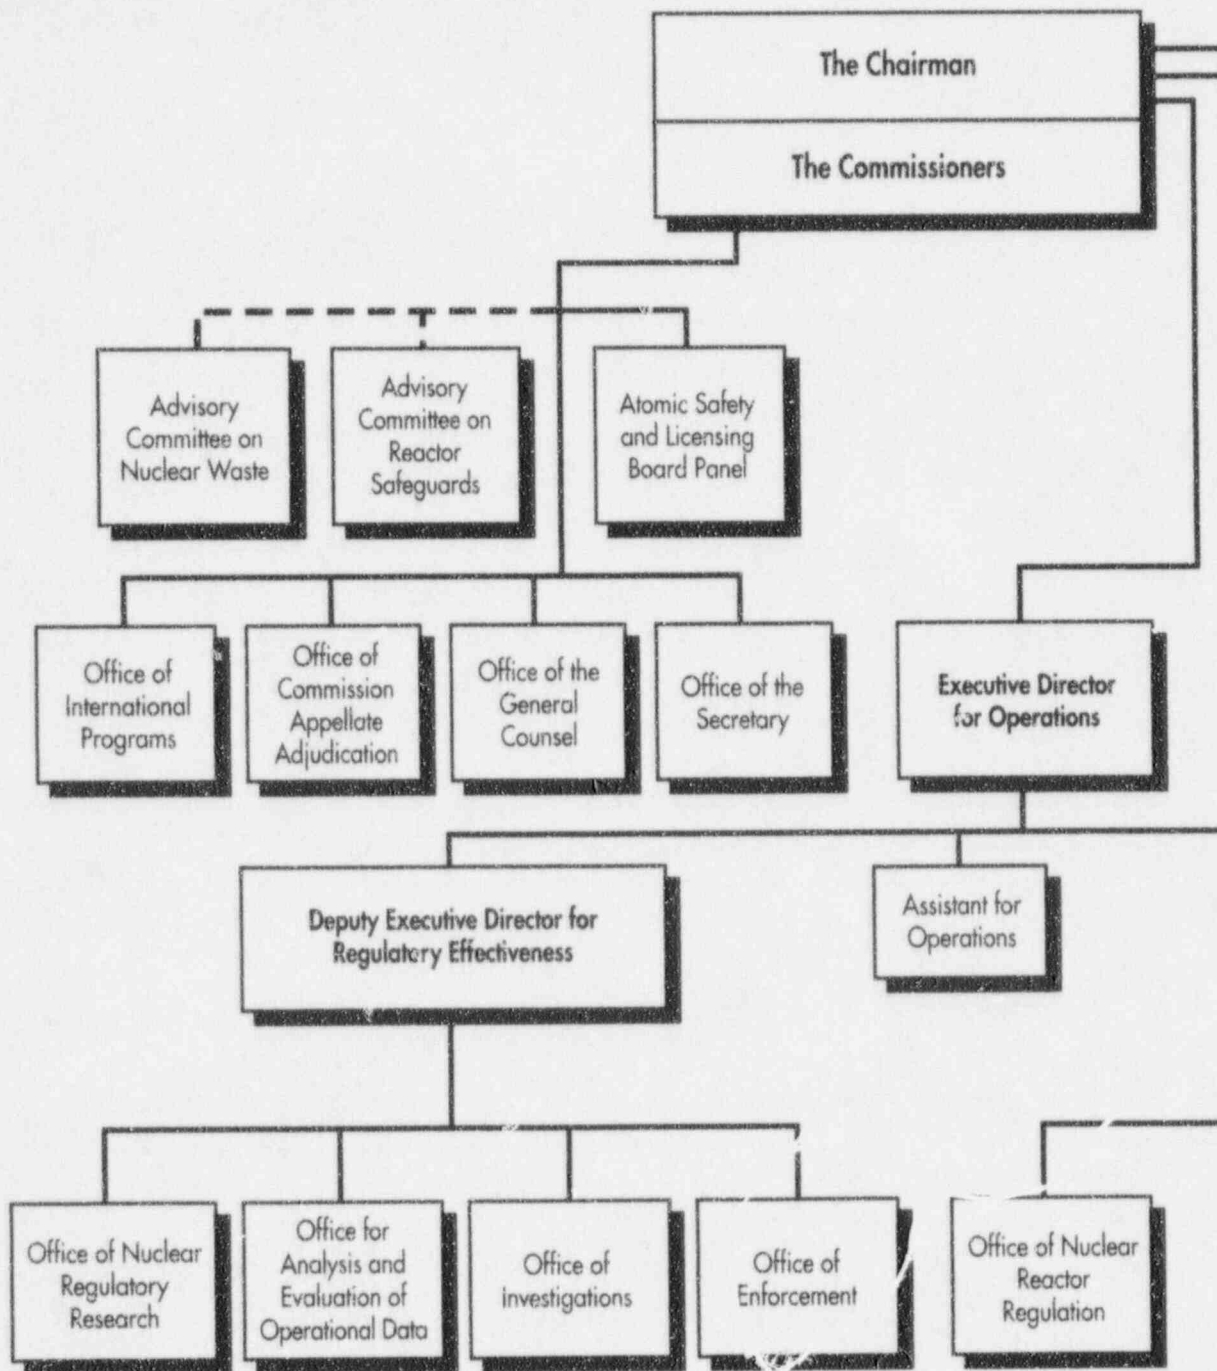 The Chairman
The Commissioners
Advisory
Committee on
Nuclear Waste
Advisory
Committee on
Reactor
Safeguards
Atomic Safety
and Licensing
Board Panel
Office of
International
Programs
Office of
Commission
Appellate
Adjudication
Office of the
General
Counsel
Office of the
Secretary
Executive Director
for Operations
Deputy Executive Director for
Regulatory Effectiveness
Assistant for
Operations
Office of Nuclear
Regulatory
Research
Office for
Analysis and
Evaluation of
Operational Data
Office of
investigations
Office of
Enforcement
Office of Nuclear
Reactor
Regulation